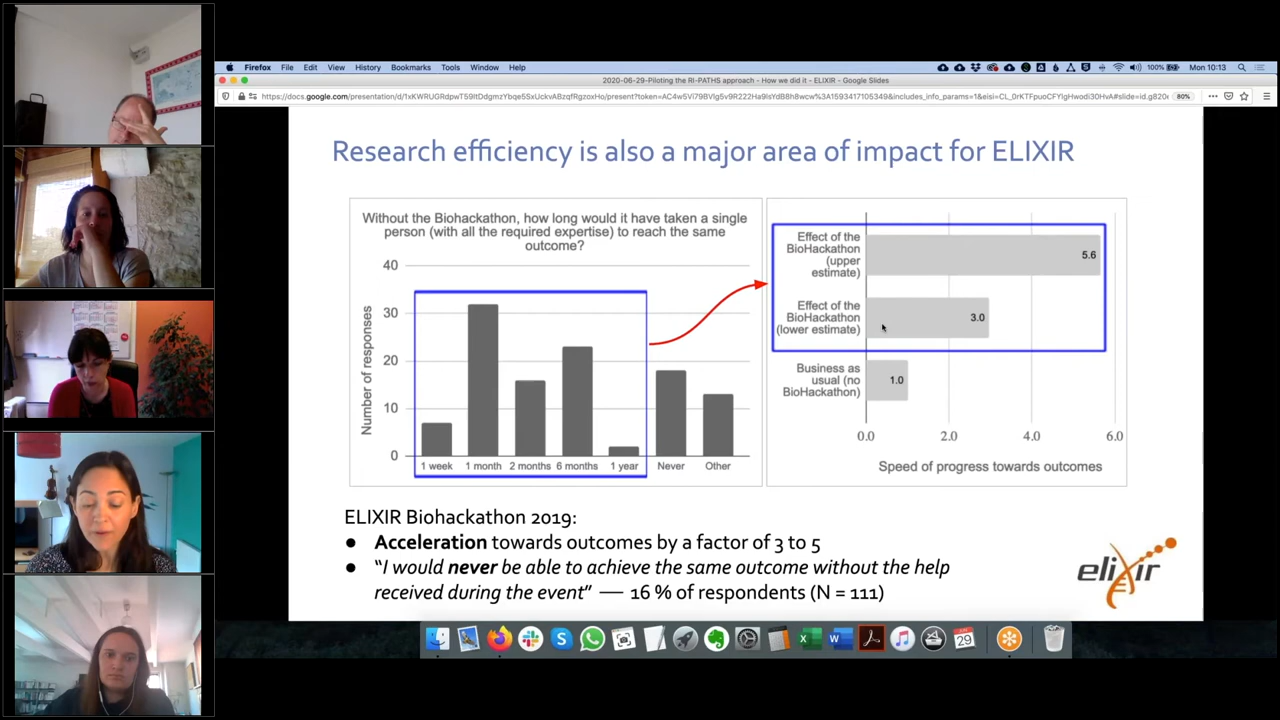 Firefox File Edit View History Bookmarks Tools Window Help
100% Mon 10:13
2020-06-29-Piloting the RI-PATHS approach - How we did it - ELIXIR - Google Slides
80%
Research efficiency is also a major area of impact for ELIXIR
Without the Biohackathon, how long would it have taken a single
person (with all the required expertise) to reach the same
outcome?
Number of responses
40
30
20
10
0
1 week 1 month 2 months 6 months 1 year Never Other
Effect of the
BioHackathon
(upper
estimate)
5.6
Effect of the
BioHackathon
(lower estimate)
3.0
Business as
usual (no
BioHackathon)
1.0
0.0 2.0 4.0 6.0
Speed of progress towards outcomes
ELIXIR Biohackathon 2019:
● Acceleration towards outcomes by a factor of 3 to 5
● “I would never be able to achieve the same outcome without the help
received during the event” — 16 % of respondents (N = 111)
elixir
JUN
29